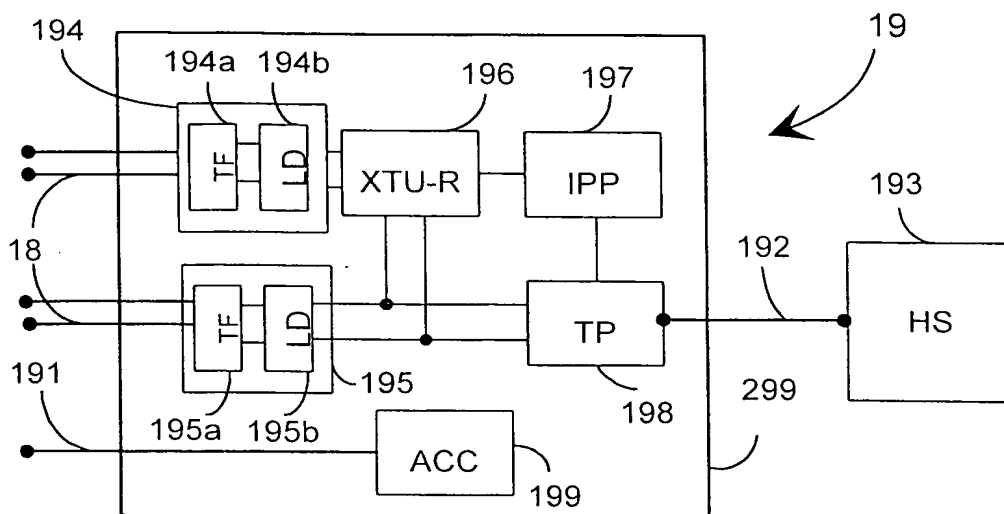 194
194a
194b
196
197
19
TF
LD
XTU-R
IPP
193
18
192
TF
LD
TP
HS
191
195
198
299
195a
195b
ACC
199